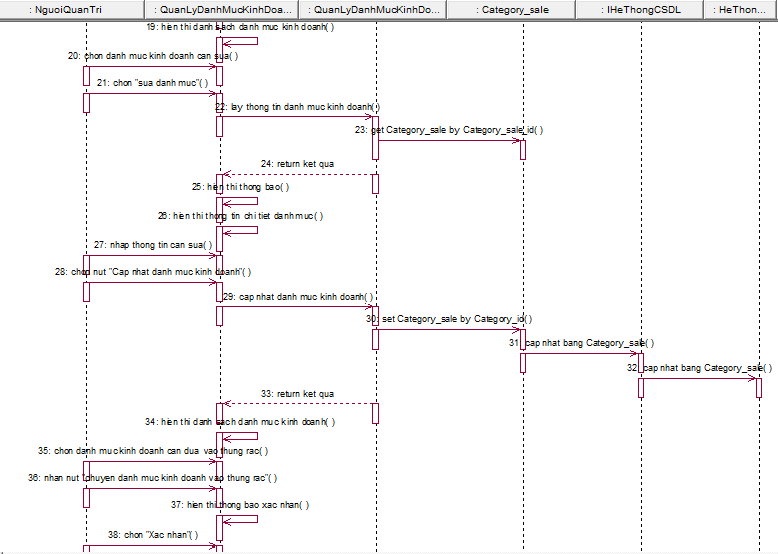 : NguoiQuanTri
: QuanLyDanhMucKinhDoa...
: QuanLyDanhMucKinhDo...
: Category_sale
: IHeThongCSDL
: HeThon...
19: hien thi danh sach danh muc kinh doanh( )
20: chon danh muc kinh doanh can sua( )
21: chon "sua danh muc"( )
22: lay thong tin danh muc kinh doanh( )
23: get Category_sale by Category_sale_id( )
24: return ket qua
25: hien thi thong bao( )
26: hien thi thong tin chi tiet danh muc( )
27: nhap thong tin can sua( )
28: chon nut "Cap nhat danh muc kinh doanh"( )
29: cap nhat danh muc kinh doanh( )
30: set Category_sale by Category_id( )
31: cap nhat bang Category_sale( )
32: cap nhat bang Category_sale( )
33: return ket qua
34: hien thi danh sach danh muc kinh doanh( )
35: chon danh muc kinh doanh can dua vao thung rac( )
36: nhan nut "chuyen danh muc kinh doanh vao thung rac"( )
37: hien thi thong bao xac nhan( )
38: chon "Xac nhan"( )